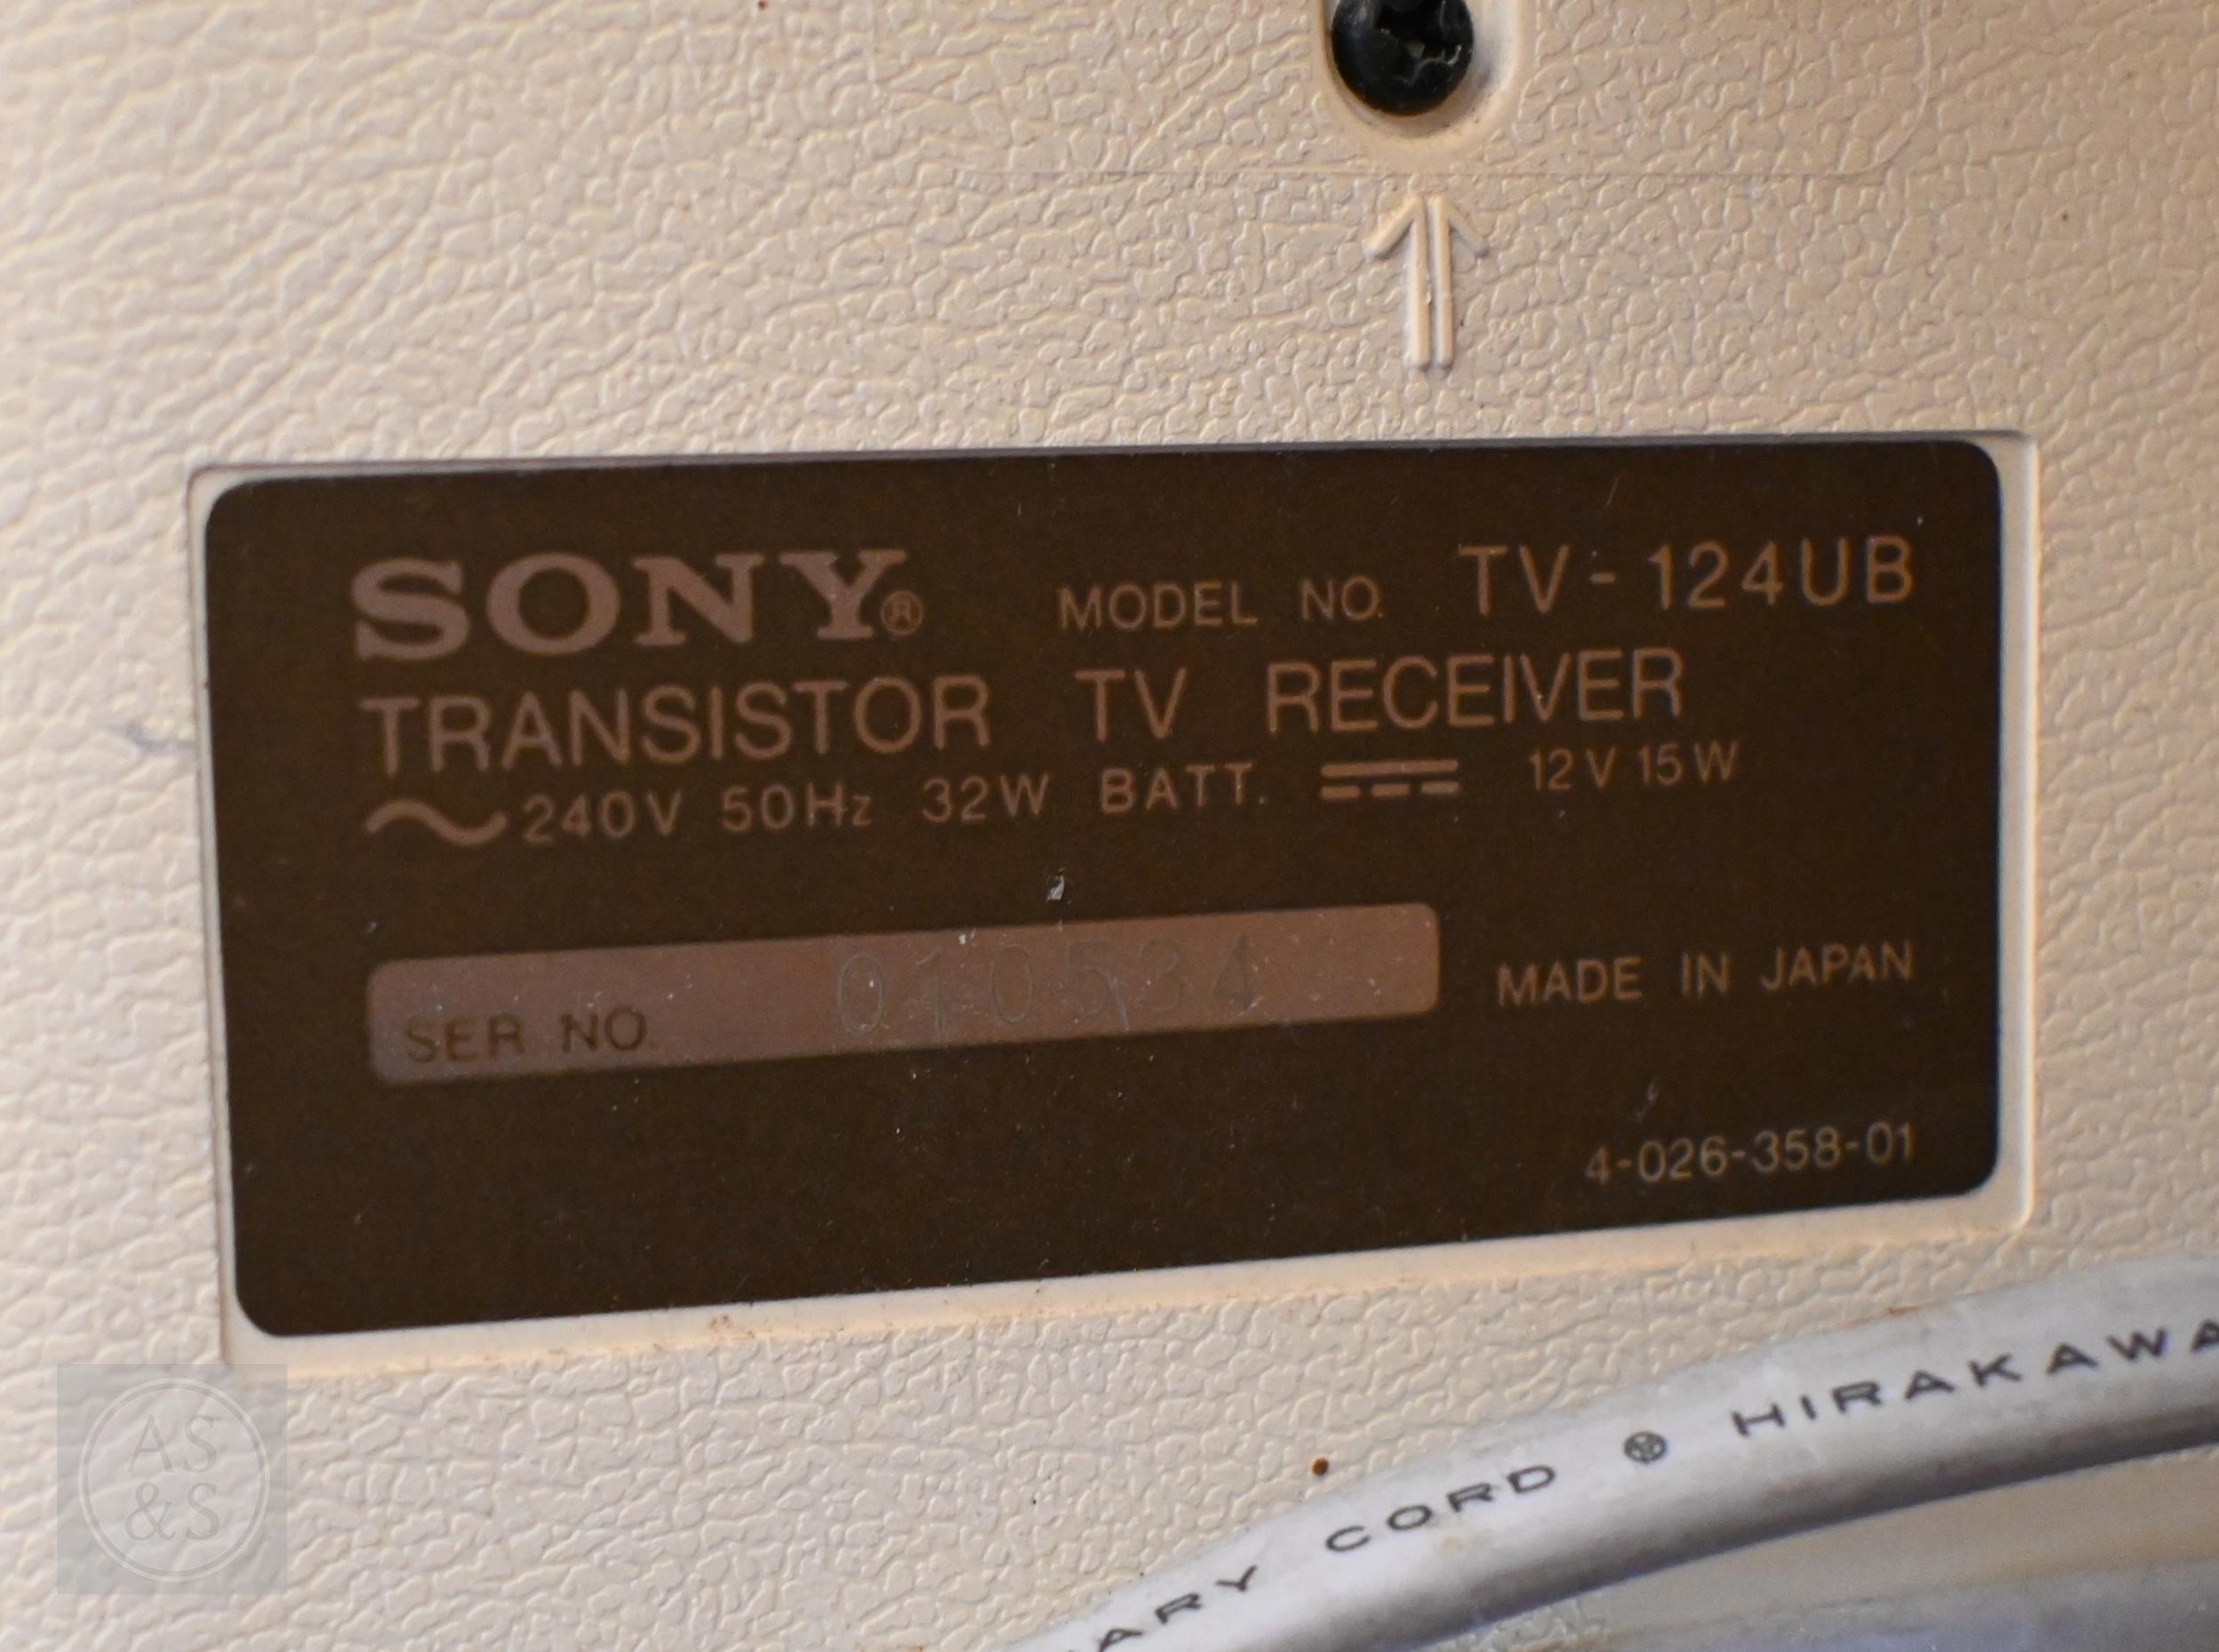 SONY® MODEL NO. TV-124UB
TRANSISTOR TV RECEIVER
~240V 50Hz 32W BATT. ⎓ 12V 15W
SER NO. 010534
MADE IN JAPAN
4-026-358-01
CORD HIRAKAWA
AS
&S